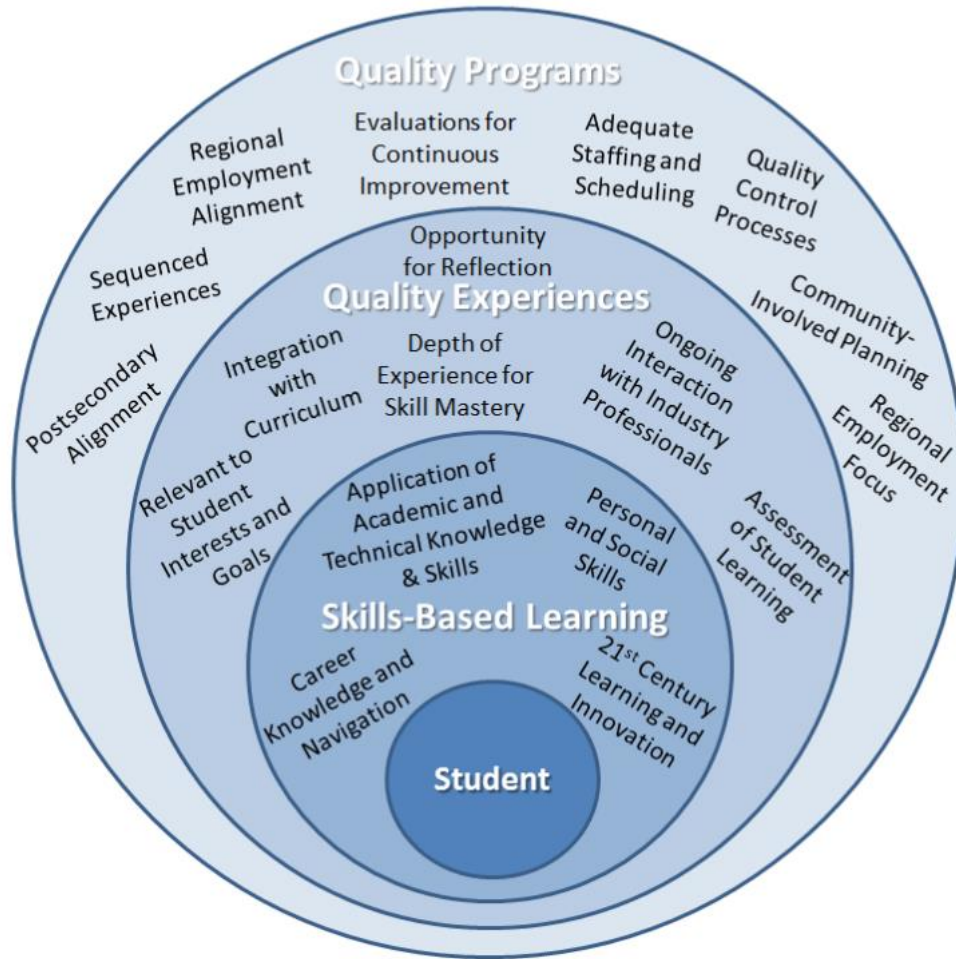 Quality Programs
Regional
Employment
Alignment
Evaluations for
Continuous
Improvement
Adequate
Staffing and
Scheduling
Quality
Control
Processes
Sequenced
Experiences
Community-
Involved Planning
Postsecondary
Alignment
Regional
Employment
Focus
Opportunity
for Reflection
Quality Experiences
Integration
with
Curriculum
Depth of
Experience for
Skill Mastery
Ongoing
Interaction
with Industry
Professionals
Relevant to
Student
Interests and
Goals
Assessment
of Student
Learning
Application of
Academic and
Technical Knowledge
& Skills
Personal
and Social
Skills
Skills-Based Learning
Career
Knowledge and
Navigation
21st Century
Learning and
Innovation
Student